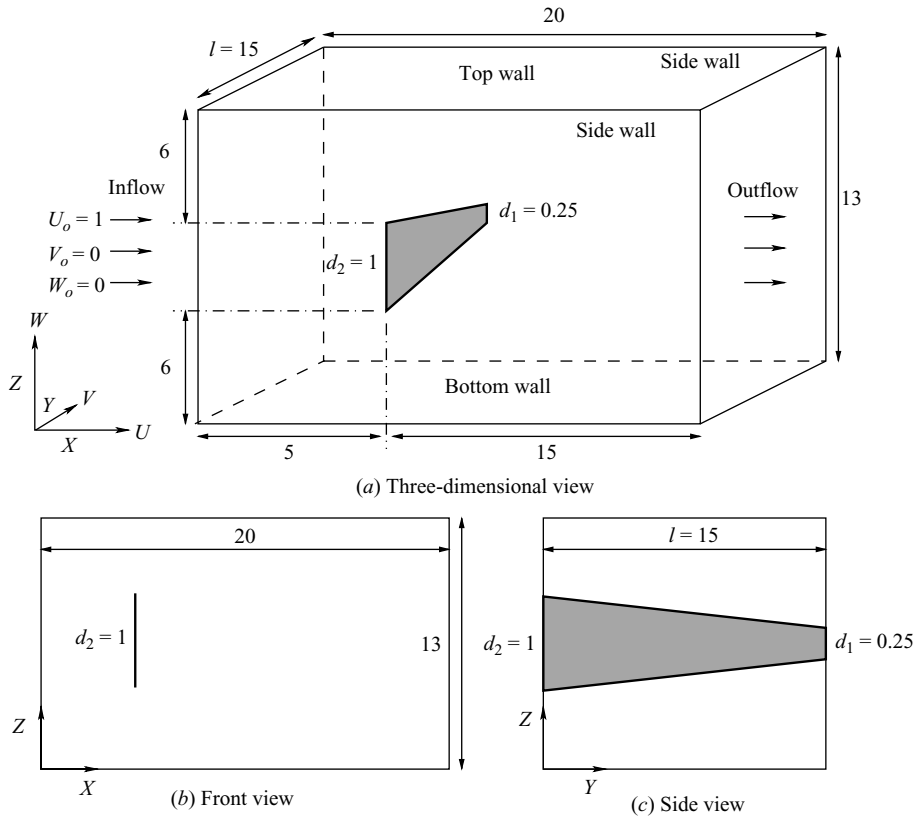 20
l = 15
Side wall
Top wall
Side wall
6
Inflow
Outflow
U_o = 1
d_1 = 0.25
13
V_o = 0
d_2 = 1
W_o = 0
W
6
Z
Bottom wall
Y
V
X
U
5
15
(a) Three-dimensional view
20
l = 15
d_2 = 1
13
d_2 = 1
d_1 = 0.25
Z
Z
X
Y
(b) Front view
(c) Side view